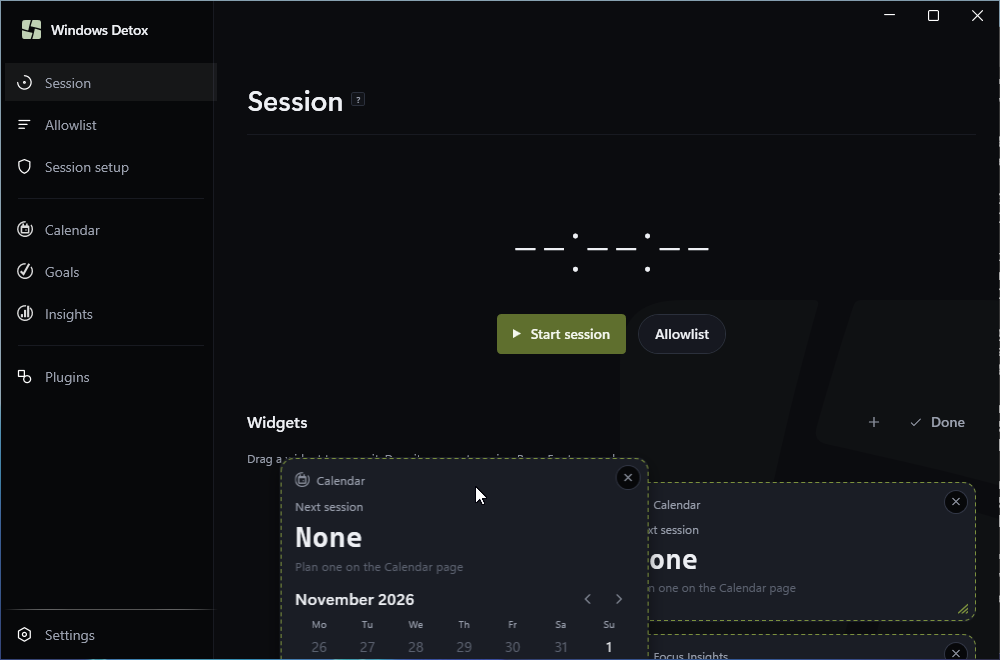 Windows Detox
Session
Allowlist
Session setup
Calendar
Goals
Insights
Plugins
Settings
Session ?
--:--:--
Start session
Allowlist
Widgets
Done
Drag a
Calendar
Next session
None
Plan one on the Calendar page
November 2026
Mo Tu We Th Fr Sa Su
26 27 28 29 30 31 1
Calendar
xt session
one
n one on the Calendar page
Focus Insights